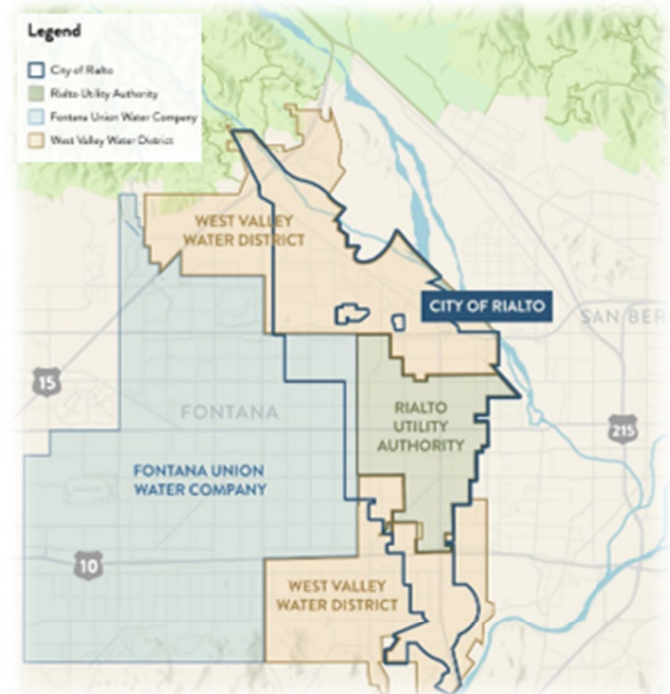 Legend
City of Rialto
Rialto Utility Authority
Fontana Union Water Company
West Valley Water District
WEST VALLEY
WATER DISTRICT
CITY OF RIALTO
SAN BER
15
FONTANA
RIALTO
UTILITY
AUTHORITY
215
FONTANA UNION
WATER COMPANY
10
WEST VALLEY
WATER DISTRICT